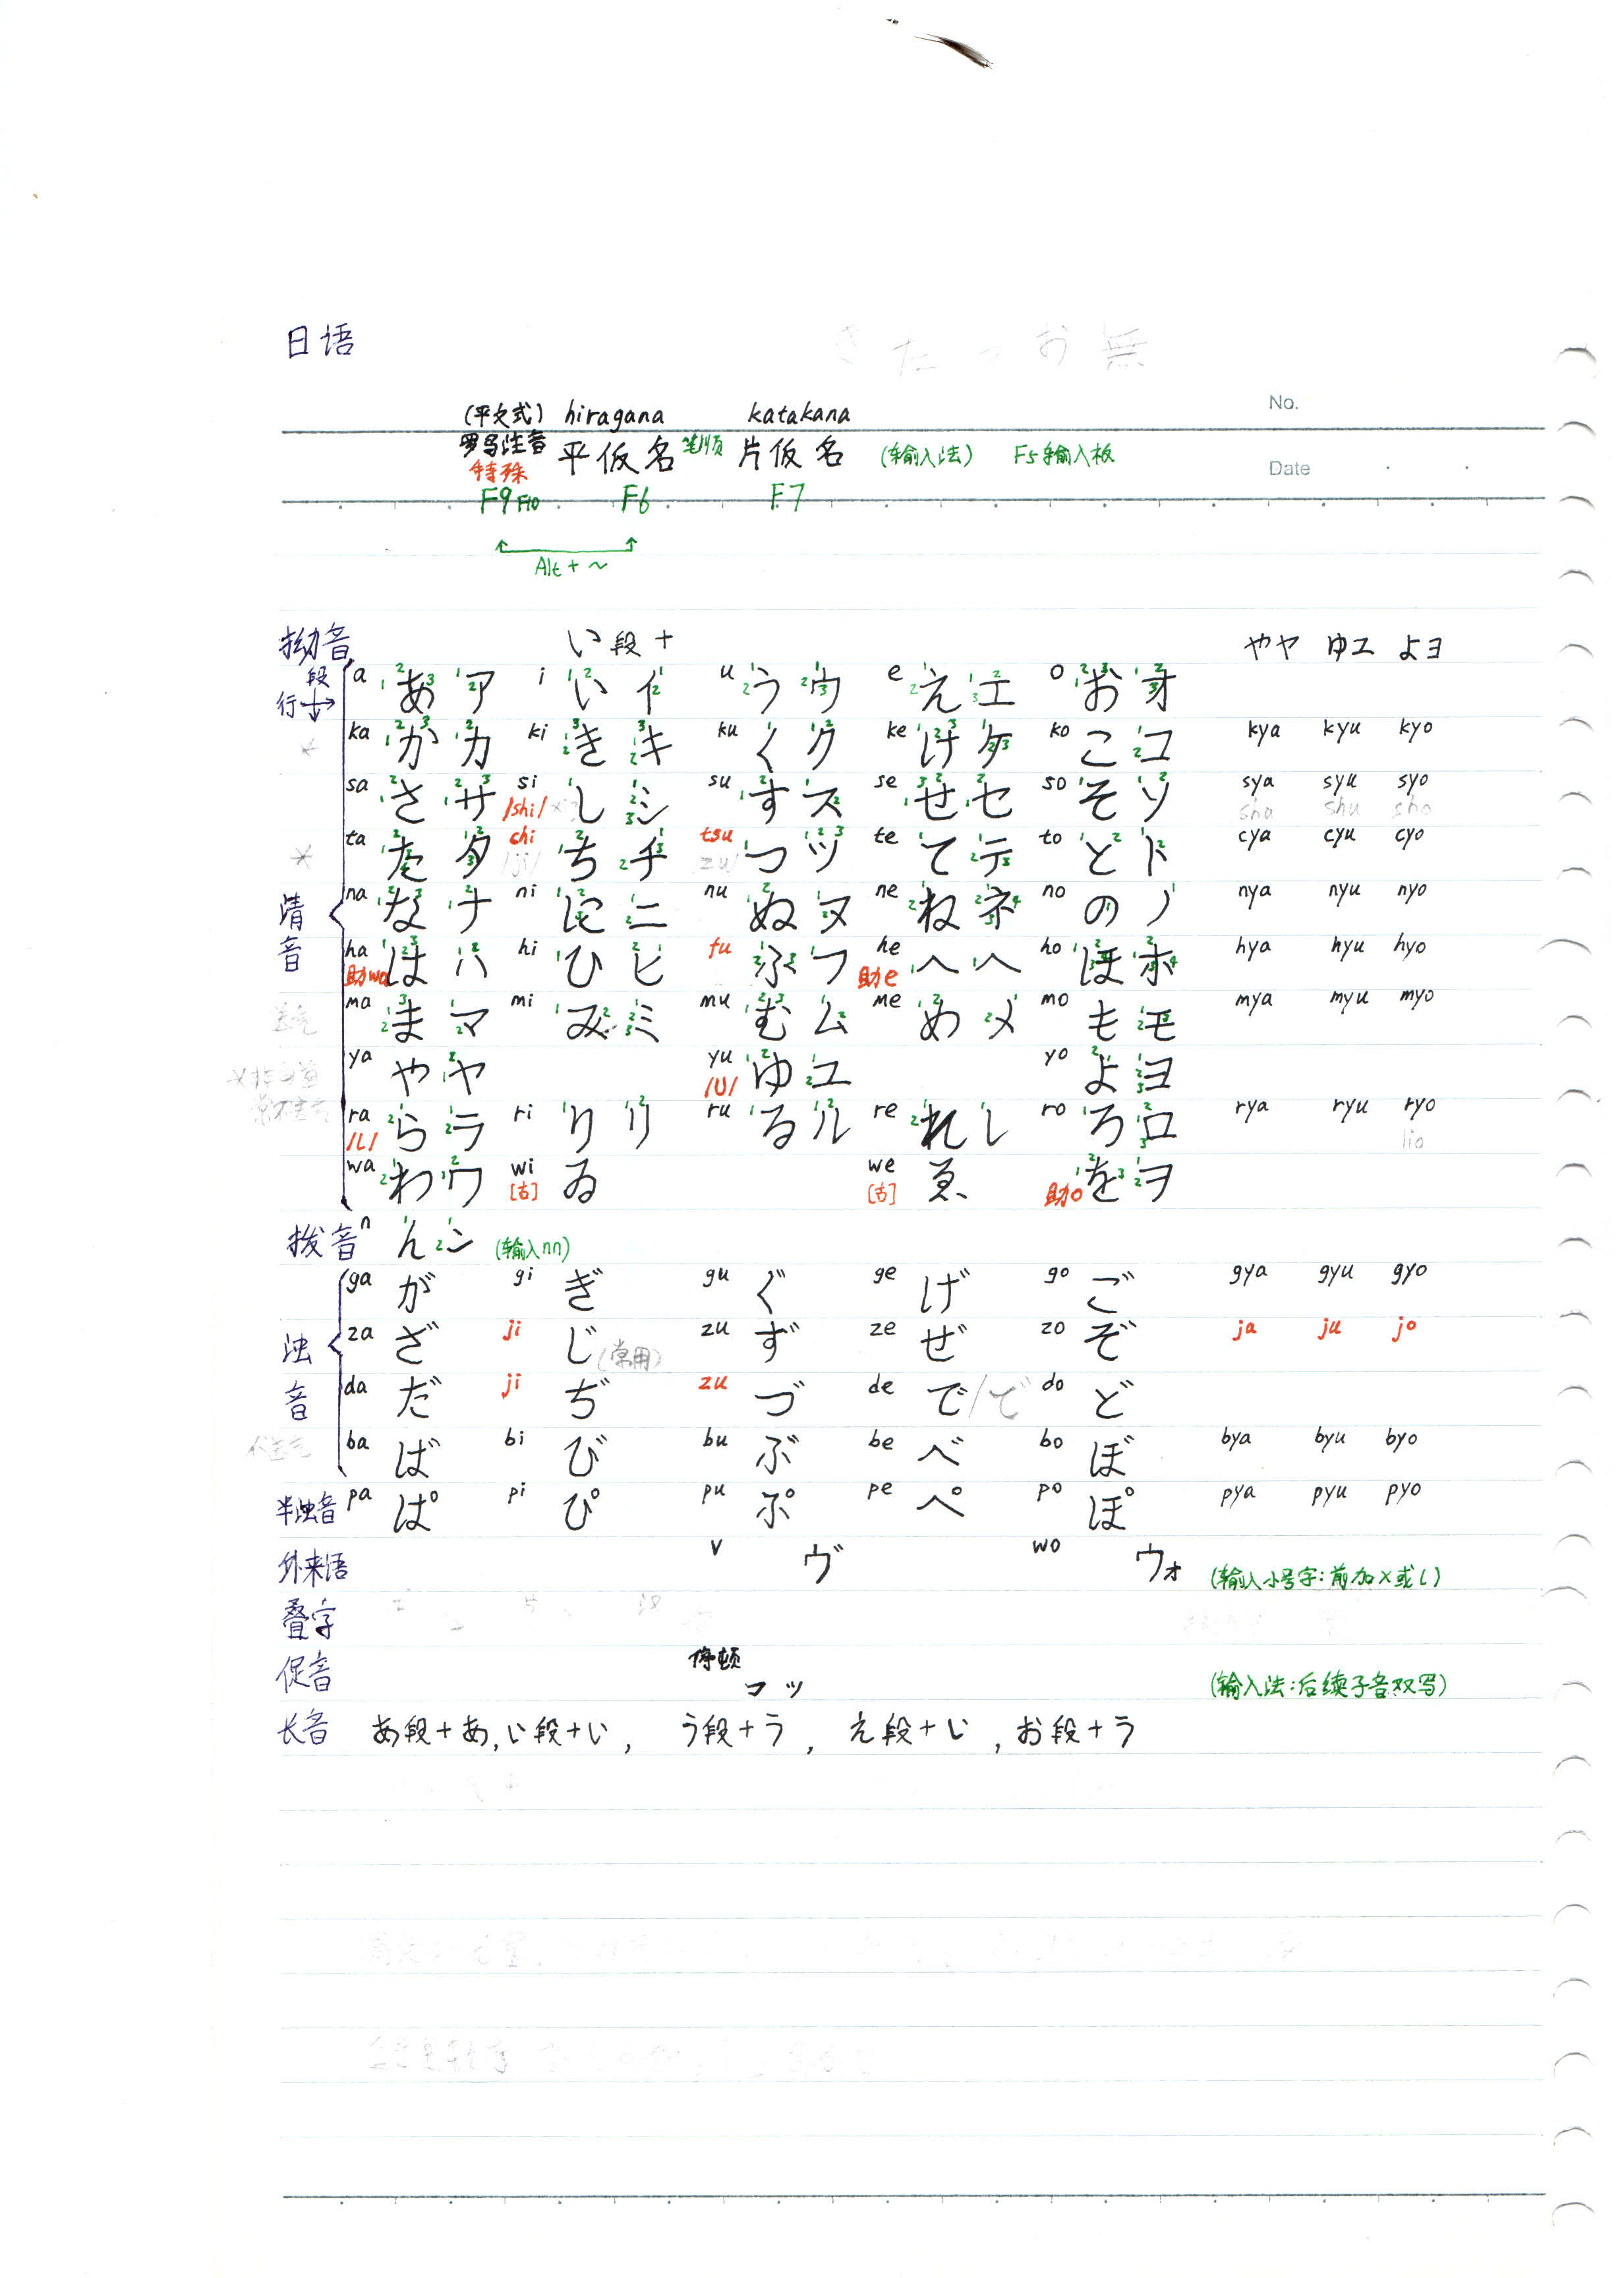 日语
No.
(平文式) hiragana katakana
罗马注音 平仮名 笔顺 片仮名 (输入法) F5输入板
特殊
Date
F9 F10 F6 F7
Alt + ~
拗音 い段+ やヤ ゆユ よヨ
段
行
a あ ア i い イ u う ウ e え エ o お オ
ka か カ ki き キ ku く ク ke け ケ ko こ コ kya kyu kyo
sa さ サ si /shi/ し シ su す ス se せ セ so そ ソ sya syu syo
sha shu sho
ta た タ chi /ji/ ち チ tsu zu つ ツ te て テ to と ト cya cyu cyo
清音
na な ナ ni に ニ nu ぬ ヌ ne ね ネ no の ノ nya nyu nyo
ha 助wa は ハ hi ひ ヒ fu ふ フ he 助e へ ヘ ho ほ ホ hya hyu hyo
送气
ma ま マ mi み ミ mu む ム me め メ mo も モ mya myu myo
ya や ヤ yu /U/ ゆ ユ yo よ ヨ
ra /L/ ら ラ ri り リ ru る ル re れ レ ro ろ ロ rya ryu ryo
lio
wa わ ワ wi [古] ゐ we [古] ゑ 助o を ヲ
拨音 n ん ン (输入nn)
ga が gi ぎ gu ぐ ge げ go ご gya gyu gyo
浊音
za ざ ji じ (常用) zu ず ze ぜ zo ぞ ja ju jo
da だ ji ぢ zu づ de で/で do ど
不送气
ba ば bi び bu ぶ be べ bo ぼ bya byu byo
半浊音 pa ぱ pi ぴ pu ぷ pe ぺ po ぽ pya pyu pyo
外来语 v ヴ wo ウォ (输入小号字:前加x或l)
叠字
促音 停顿 コッ (输入法:后续子音双写)
长音 あ段+あ, い段+い, う段+う, え段+い, お段+う